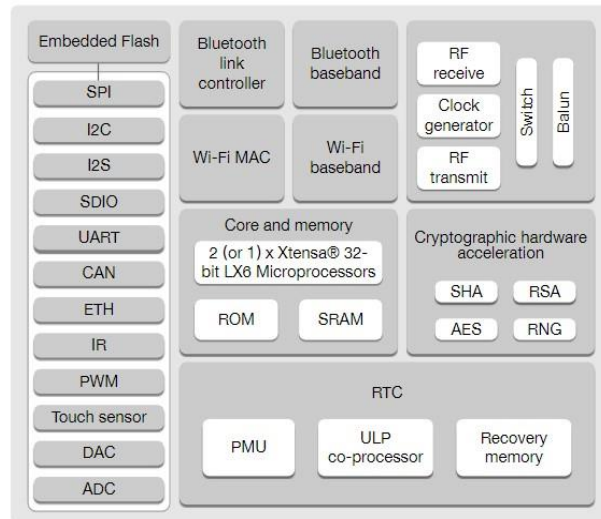 Embedded Flash
SPI
I2C
I2S
SDIO
UART
CAN
ETH
IR
PWM
Touch sensor
DAC
ADC
Bluetooth
link
controller
Bluetooth
baseband
Wi-Fi MAC
Wi-Fi
baseband
RF
receive
Clock
generator
RF
transmit
Switch
Balun
Core and memory
2 (or 1) x Xtensa® 32-
bit LX6 Microprocessors
ROM
SRAM
Cryptographic hardware
acceleration
SHA
RSA
AES
RNG
RTC
PMU
ULP
co-processor
Recovery
memory